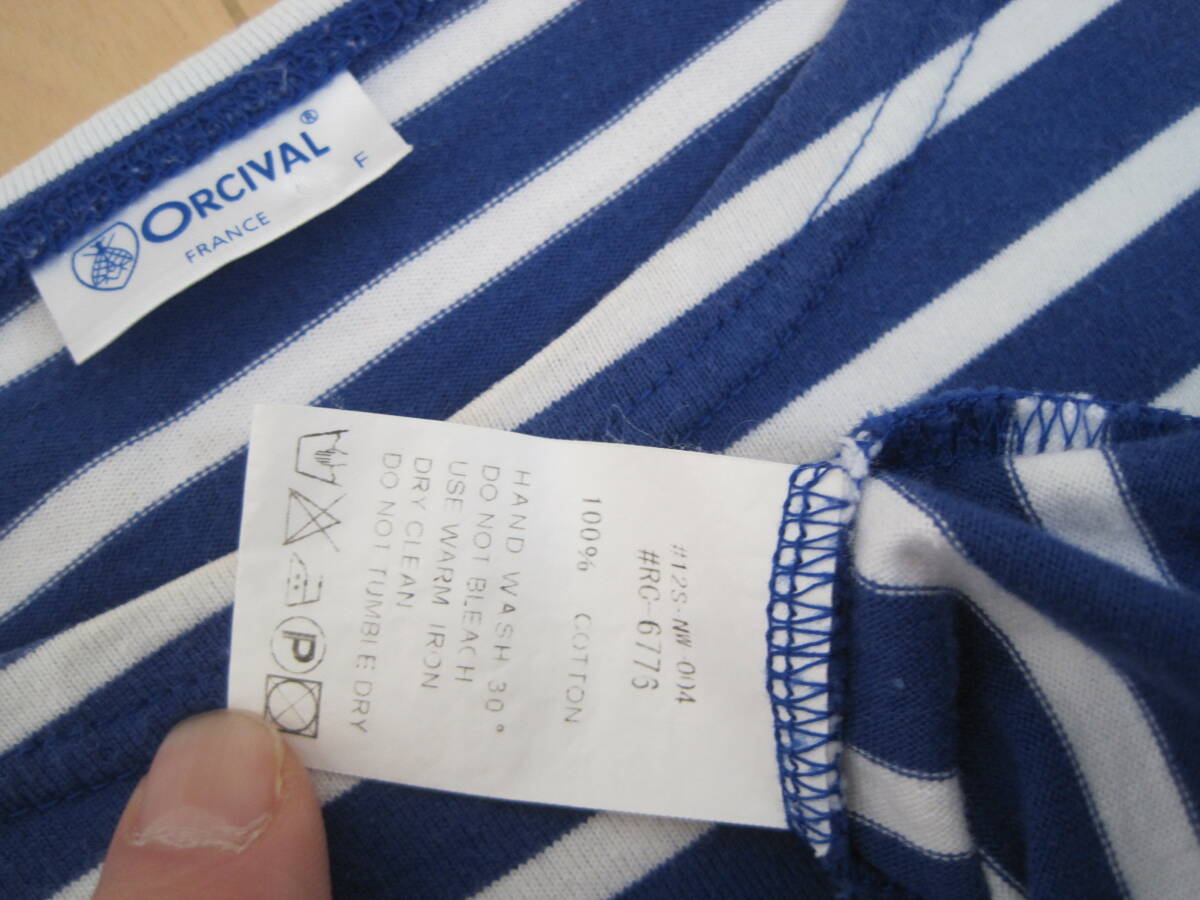 ORCIVAL®
FRANCE
F
#12S-NW-004
#RC-6776
100% COTTON
HAND WASH 30°
DO NOT BLEACH
USE WARM IRON
DRY CLEAN
DO NOT TUMBLE DRY
P